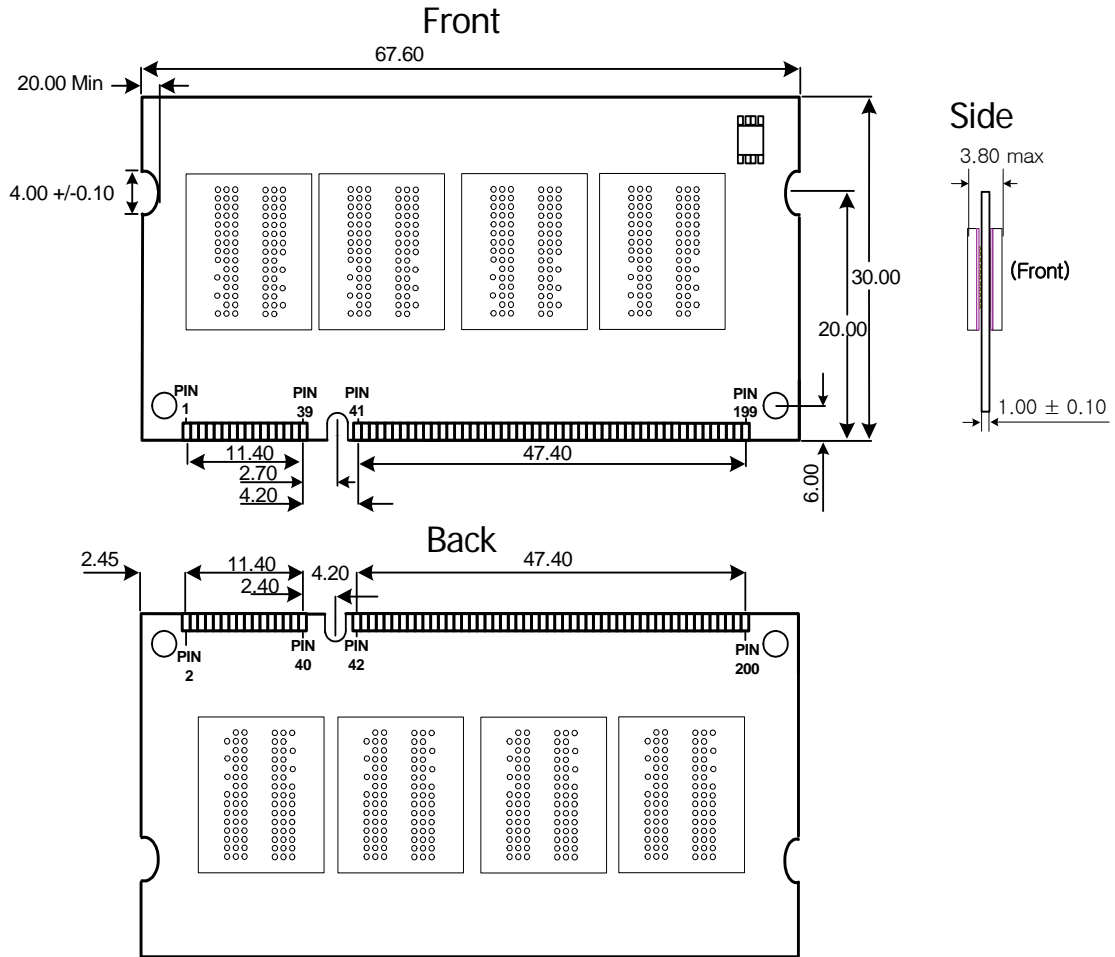 Front
67.60
20.00 Min
Side
3.80 max
4.00 +/-0.10
(Front)
30.00
20.00
PIN
1
PIN
39
PIN
41
PIN
199
1.00 ± 0.10
11.40
47.40
2.70
4.20
6.00
Back
2.45
11.40
4.20
47.40
2.40
PIN
2
PIN
40
PIN
42
PIN
200